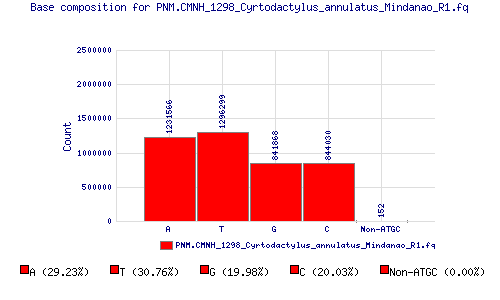 Base composition for PNM.CMNH_1298_Cyrtodactylus_annulatus_Mindanao_R1.fq
Count
2500000
2000000
1500000
1000000
500000
0
1231566
1296299
841868
844030
152
A
T
G
C
Non-ATGC
PNM.CMNH_1298_Cyrtodactylus_annulatus_Mindanao_R1.fq
A (29.23%)
T (30.76%)
G (19.98%)
C (20.03%)
Non-ATGC (0.00%)